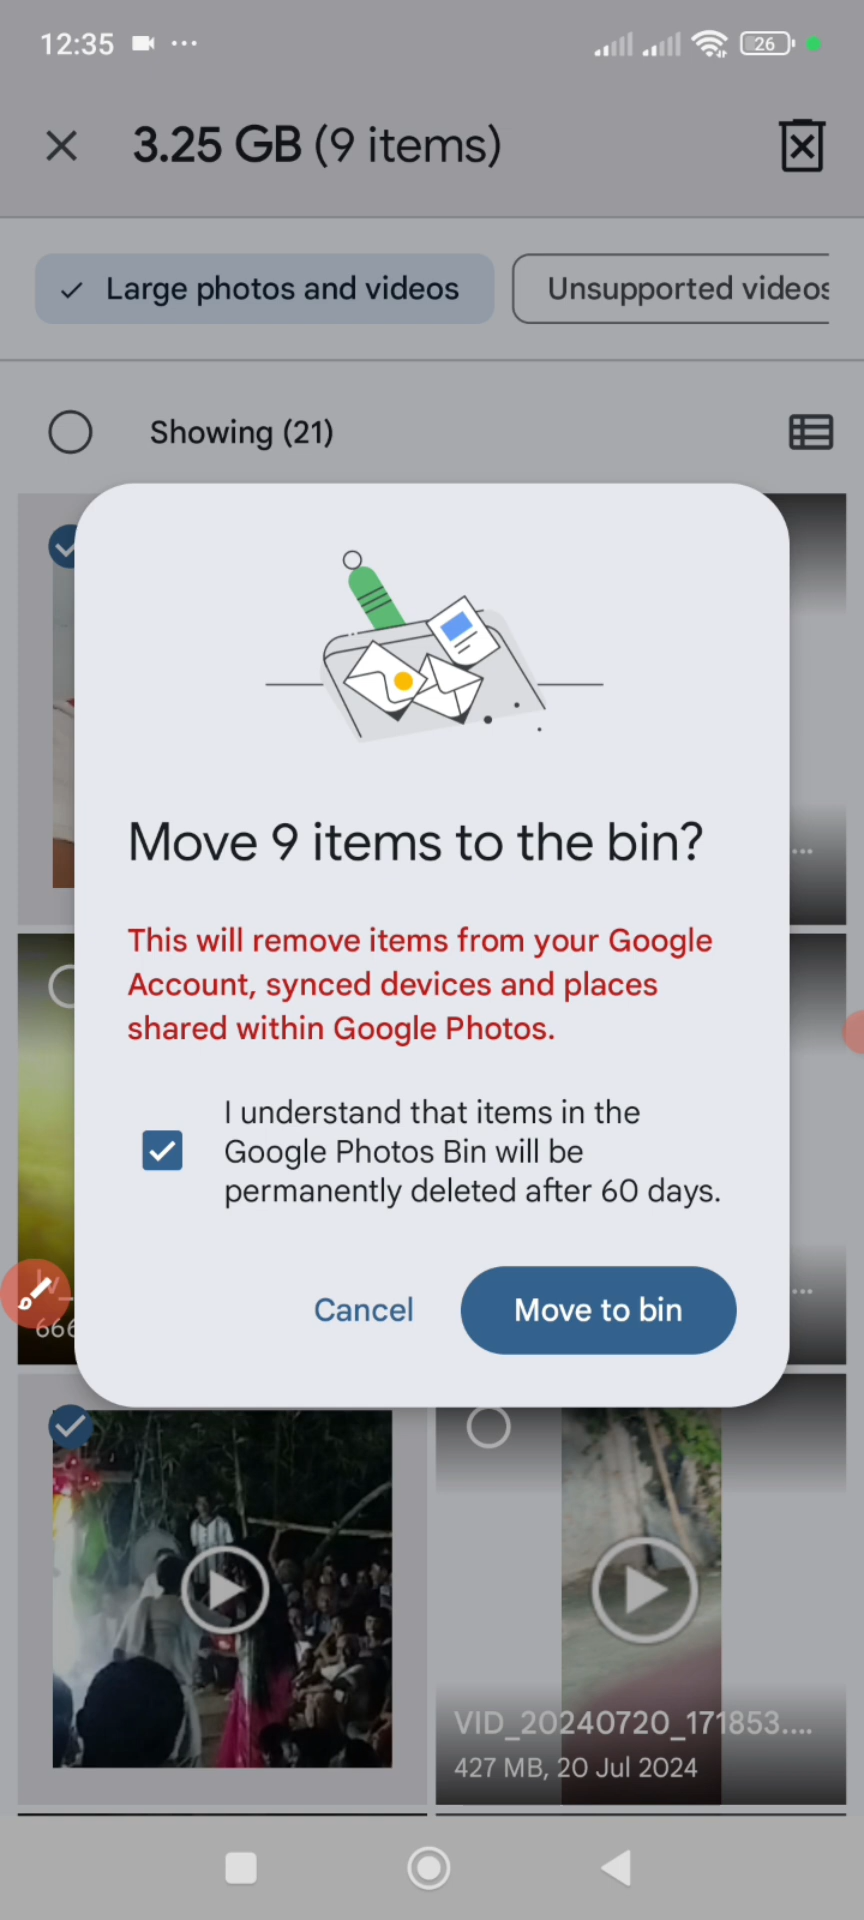 12:35
26
3.25 GB (9 items)
Large photos and videos
Unsupported videos
Showing (21)
Move 9 items to the bin?
This will remove items from your Google
Account, synced devices and places
shared within Google Photos.
I understand that items in the
Google Photos Bin will be
permanently deleted after 60 days.
Cancel
Move to bin
lv_
666
VID_20240720_171853....
427 MB, 20 Jul 2024